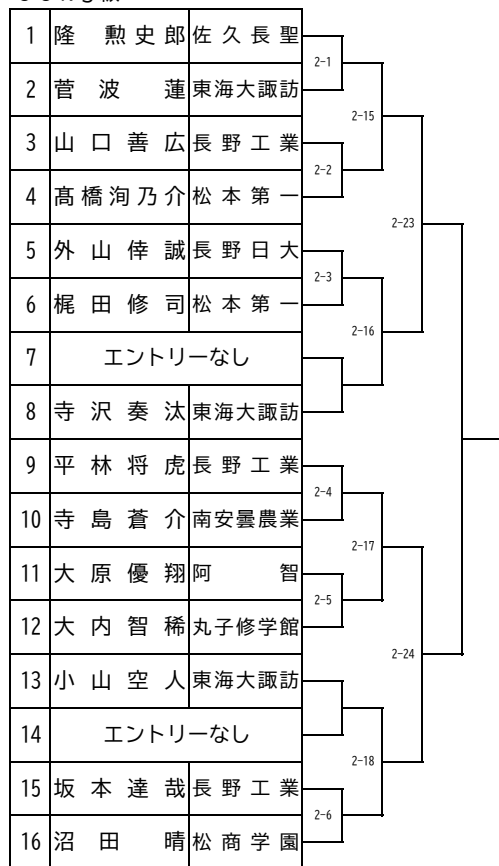 1 隆 勲史郎 佐久長聖
2 菅波 蓮 東海大諏訪
3 山口善広 長野工業
4 髙橋洵乃介 松本第一
5 外山倖誠 長野日大
6 梶田修司 松本第一
7 エントリーなし
8 寺沢奏汰 東海大諏訪
9 平林将虎 長野工業
10 寺島蒼介 南安曇農業
11 大原優翔 阿智
12 大内智稀 丸子修学館
13 小山空人 東海大諏訪
14 エントリーなし
15 坂本達哉 長野工業
16 沼田 晴 松商学園
2-1
2-2
2-3
2-4
2-5
2-6
2-15
2-16
2-17
2-18
2-23
2-24